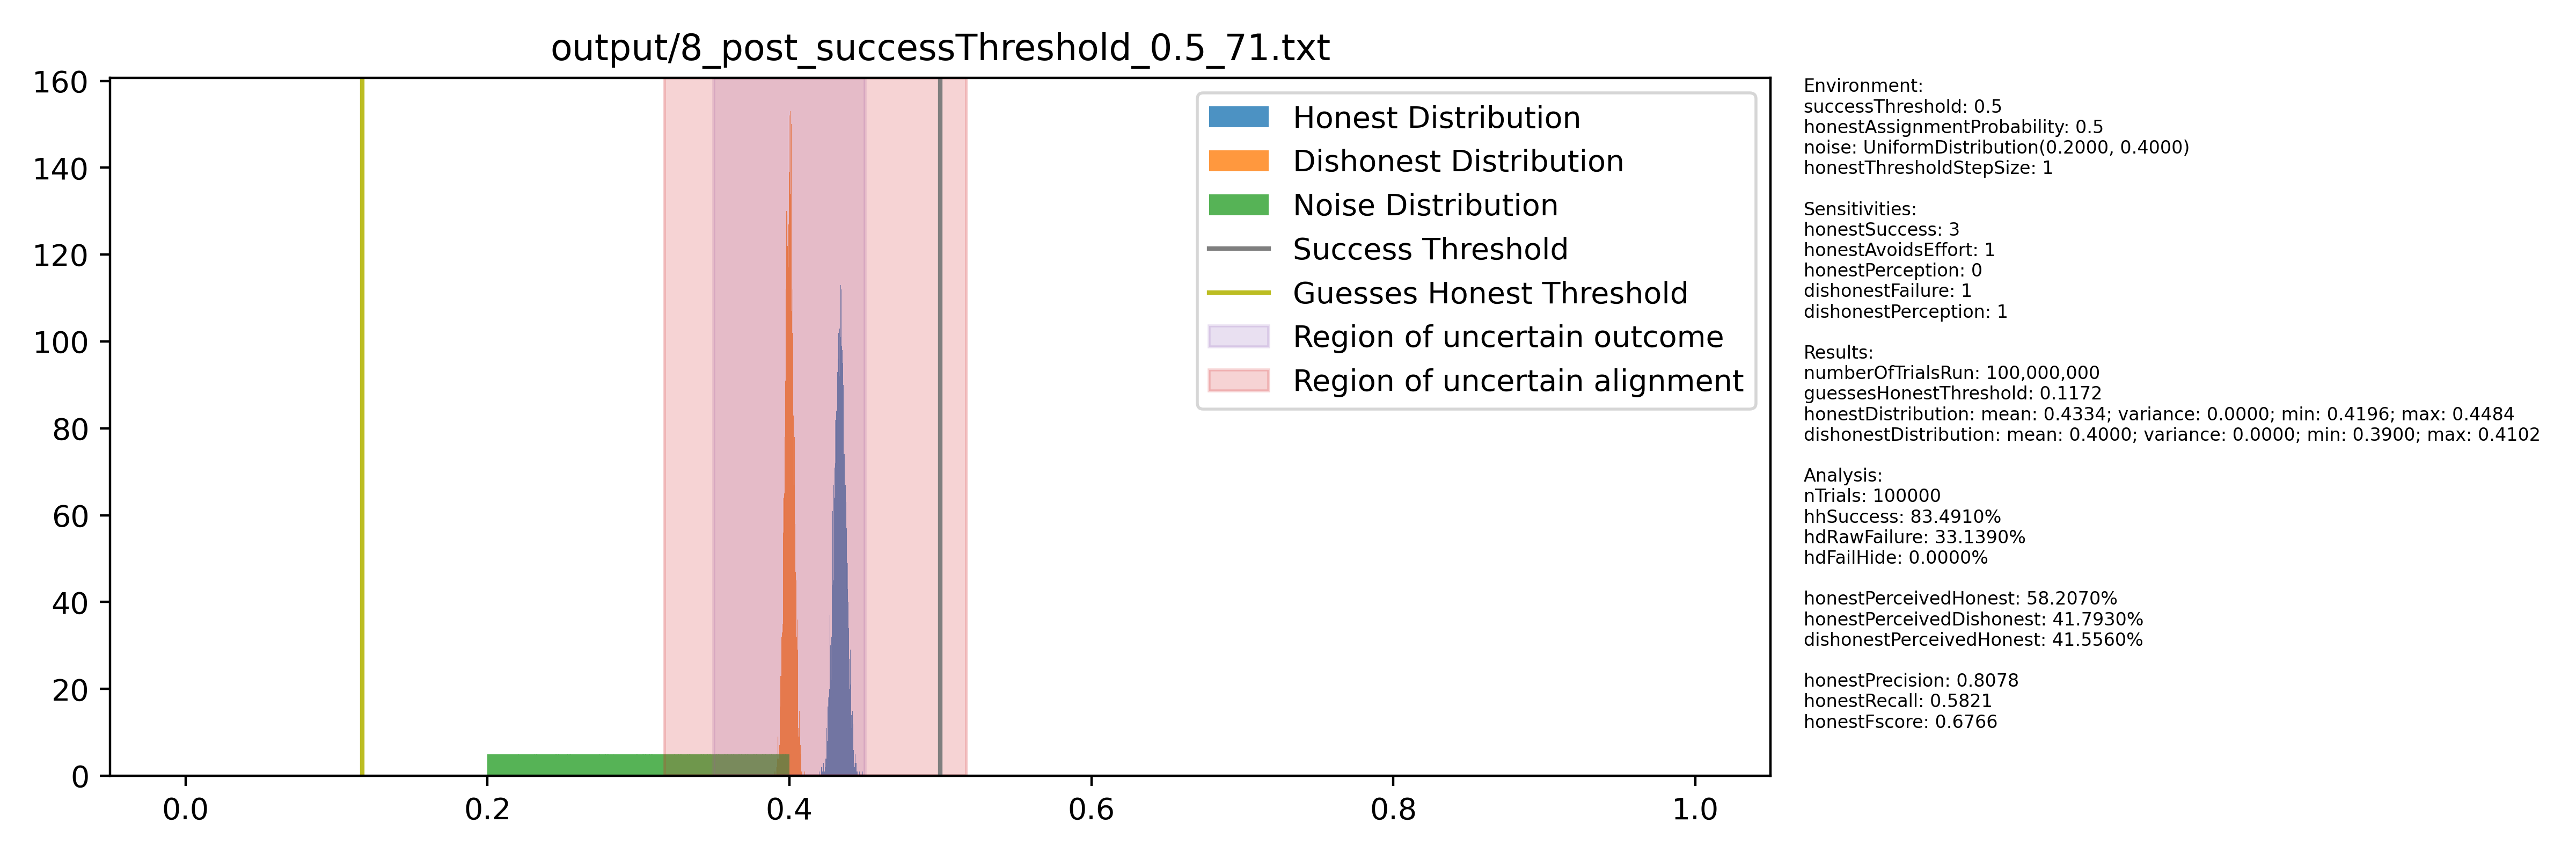 output/8_post_successThreshold_0.5_71.txt
160
140
120
100
80
60
40
20
0
0.0
0.2
0.4
0.6
0.8
1.0
Honest Distribution
Dishonest Distribution
Noise Distribution
Success Threshold
Guesses Honest Threshold
Region of uncertain outcome
Region of uncertain alignment
Environment:
successThreshold: 0.5
honestAssignmentProbability: 0.5
noise: UniformDistribution(0.2000, 0.4000)
honestThresholdStepSize: 1
Sensitivities:
honestSuccess: 3
honestAvoidsEffort: 1
honestPerception: 0
dishonestFailure: 1
dishonestPerception: 1
Results:
numberOfTrialsRun: 100,000,000
guessesHonestThreshold: 0.1172
honestDistribution: mean: 0.4334; variance: 0.0000; min: 0.4196; max: 0.4484
dishonestDistribution: mean: 0.4000; variance: 0.0000; min: 0.3900; max: 0.4102
Analysis:
nTrials: 100000
hhSuccess: 83.4910%
hdRawFailure: 33.1390%
hdFailHide: 0.0000%
honestPerceivedHonest: 58.2070%
honestPerceivedDishonest: 41.7930%
dishonestPerceivedHonest: 41.5560%
honestPrecision: 0.8078
honestRecall: 0.5821
honestFscore: 0.6766